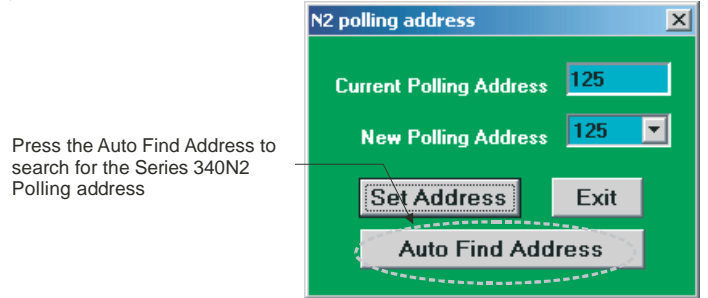 N2 polling address
Current Polling Address 125
New Polling Address 125
Press the Auto Find Address to
search for the Series 340N2
Polling address
Set Address Exit
Auto Find Address